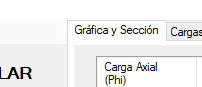 Gráfica y Sección Cargas
LAR
Carga Axial
(Phi)